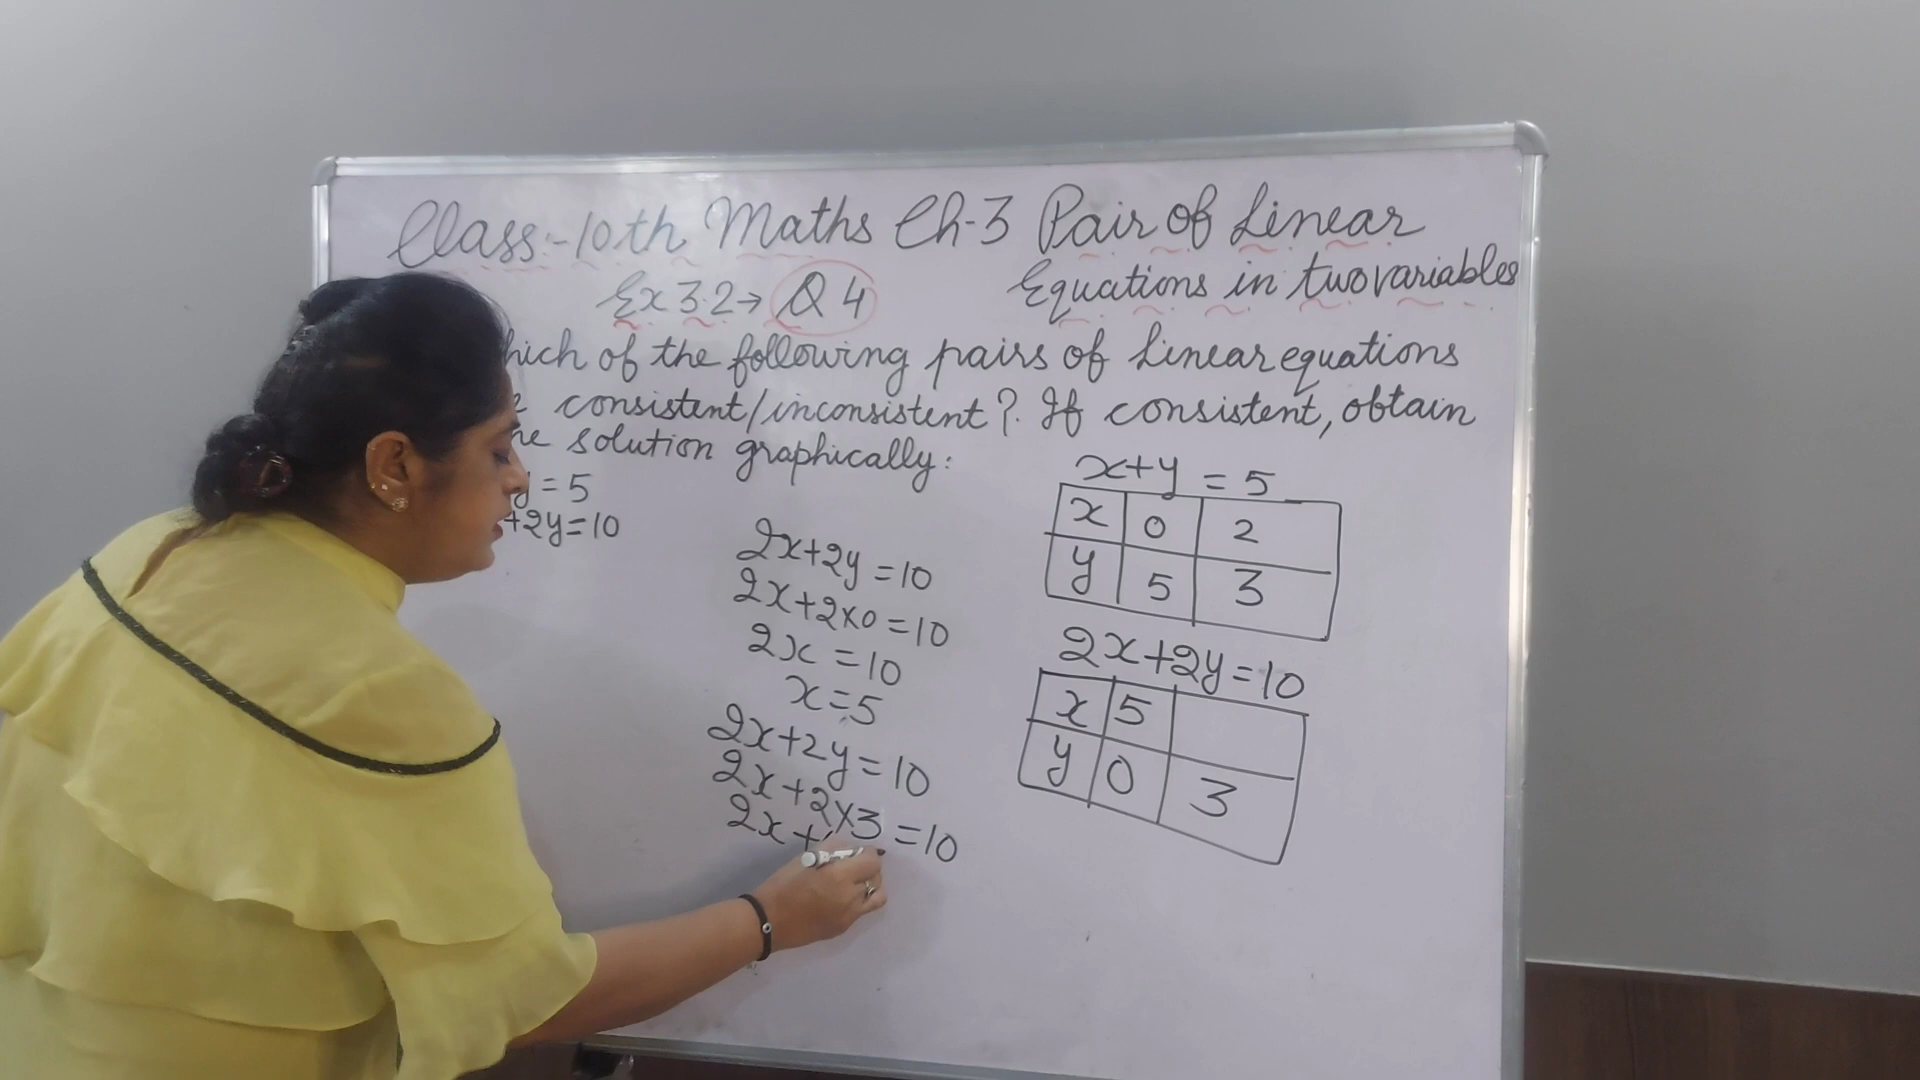 Class:-10th Maths Ch-3 Pair of Linear
Equations in two variables
Ex 3.2→ Q 4
hich of the following pairs of linear equations
e consistent/inconsistent?. If consistent, obtain
he solution graphically:
y = 5
+2y=10
2x+2y = 10
2x+2x0 = 10
2x = 10
x = 5
2x+2y = 10
2x+2x3 = 10
2x +
x+y = 5
x 0 2
y 5 3
2x+2y = 10
x 5
y 0 3